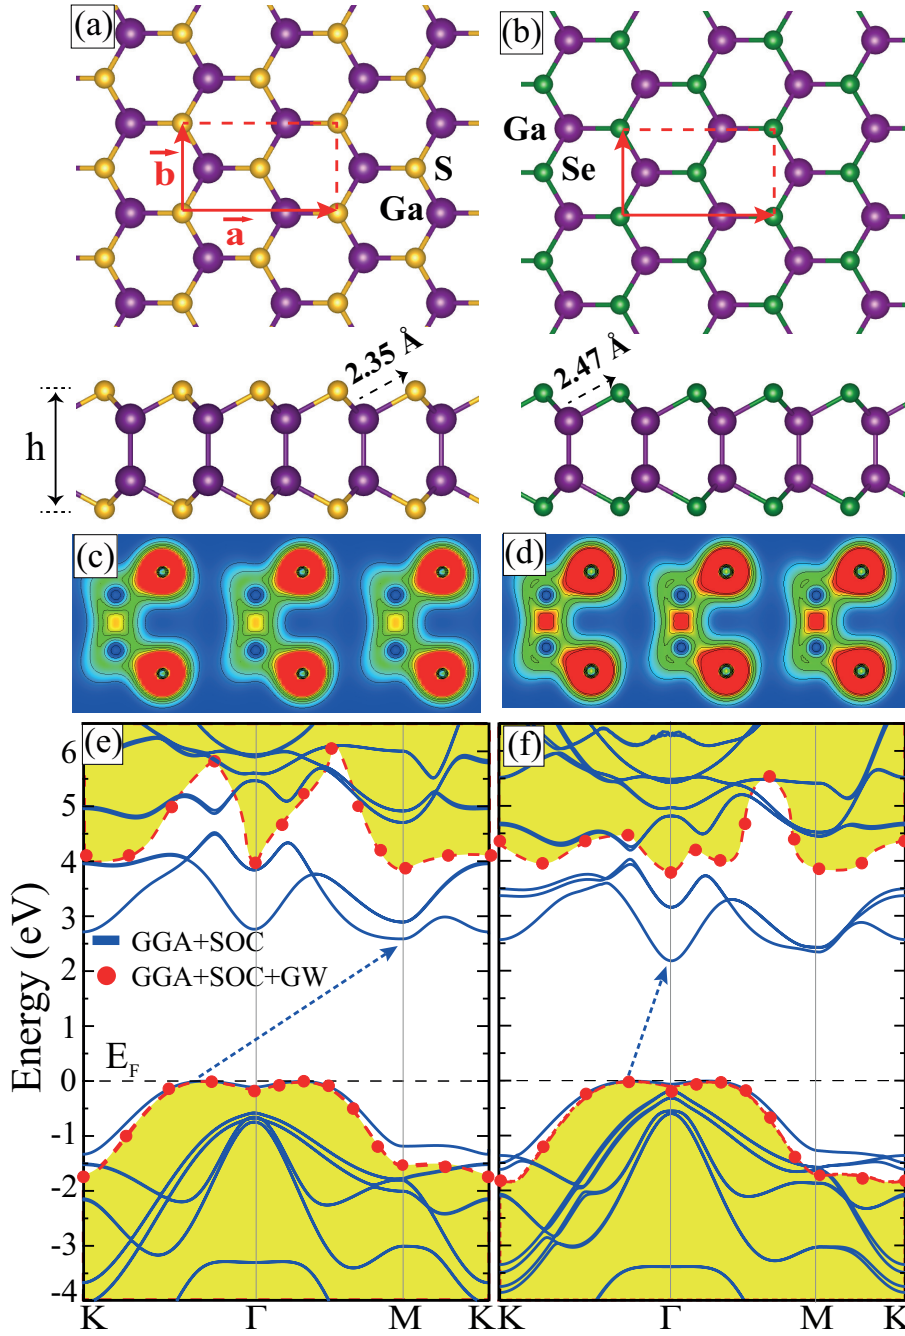 (a)
(b)
b
S
Ga
a
Ga
Se
2.35 Å
2.47 Å
h
(c)
(d)
(e)
(f)
Energy (eV)
6
5
4
3
2
1
0
-1
-2
-3
-4
GGA+SOC
GGA+SOC+GW
E_F
K Γ M K K Γ M K